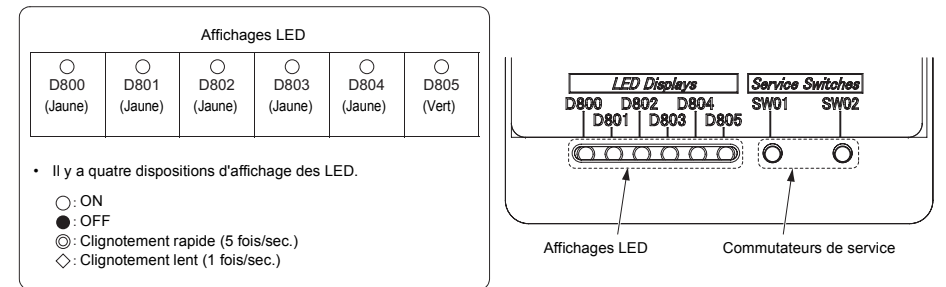 Affichages LED
D800 D801 D802 D803 D804 D805
(Jaune) (Jaune) (Jaune) (Jaune) (Jaune) (Vert)
• Il y a quatre dispositions d'affichage des LED.
○: ON
●: OFF
◎: Clignotement rapide (5 fois/sec.)
◇: Clignotement lent (1 fois/sec.)
LED Displays Service Switches
D800 D802 D804 SW01 SW02
D801 D803 D805
Affichages LED Commutateurs de service